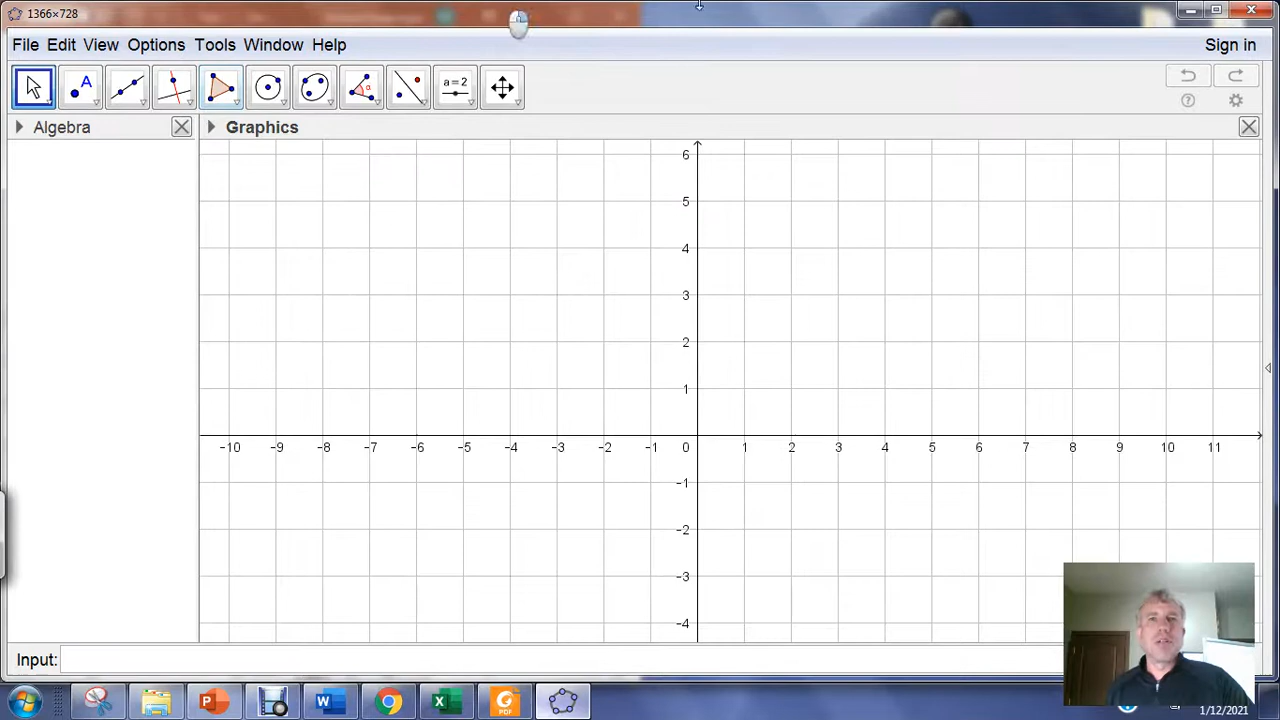 1366×728
File Edit View Options Tools Window Help Sign in
A α a=2
Algebra Graphics
6
5
4
3
2
1
-10 -9 -8 -7 -6 -5 -4 -3 -2 -1 0 1 2 3 4 5 6 7 8 9 10 11
-1
-2
-3
-4
Input:
P W X PDF
1/12/2021